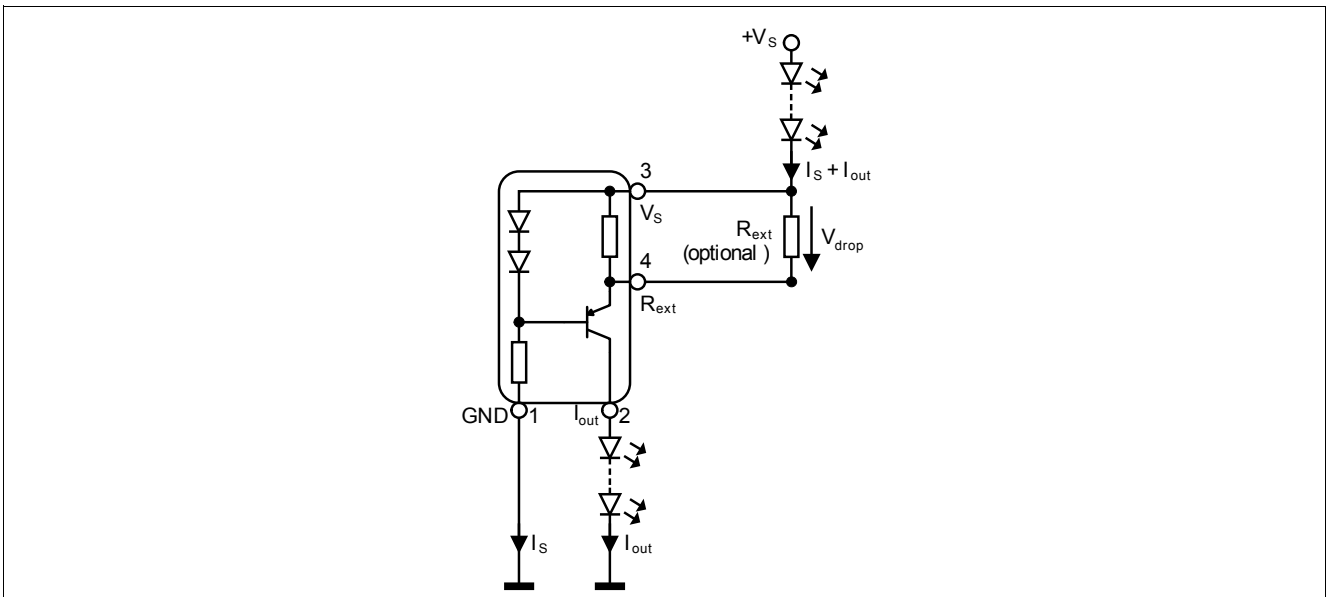 +VS
IS + Iout
3
VS
Rext
(optional )
Vdrop
4
Rext
GND 1
Iout 2
IS
Iout